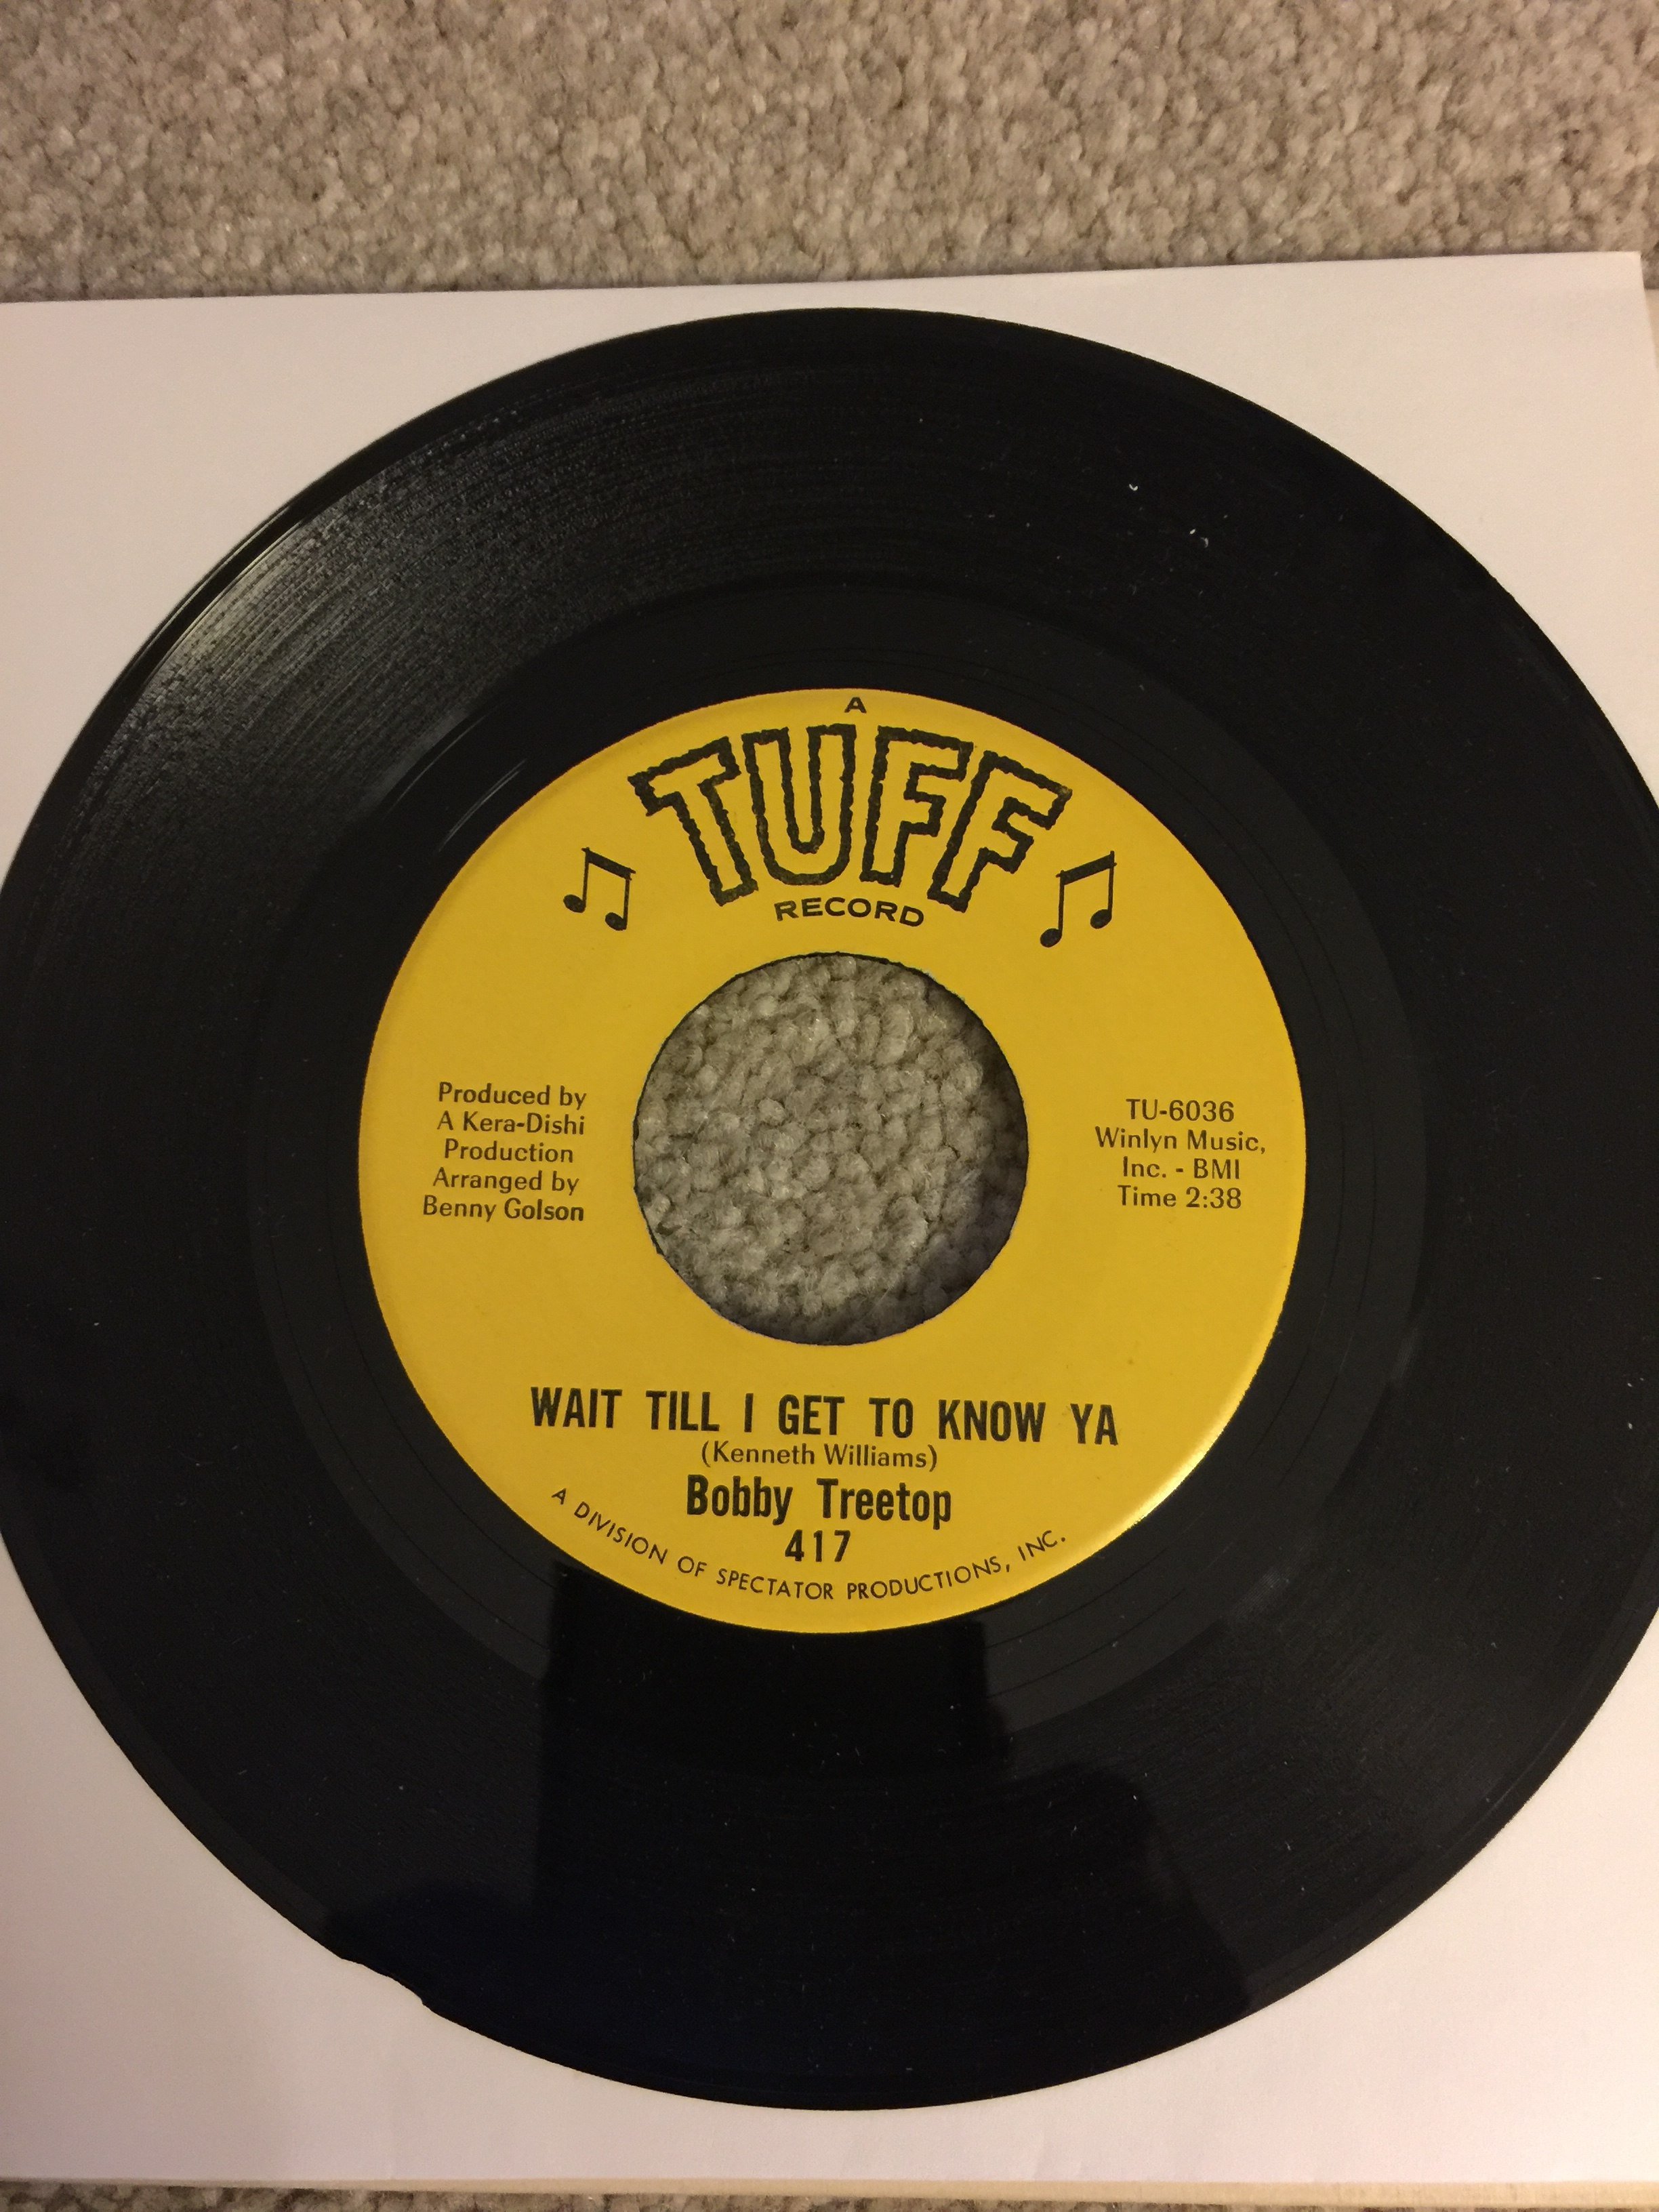 A
TUFF
RECORD
Produced by
A Kera-Dishi
Production
Arranged by
Benny Golson
TU-6036
Winlyn Music,
Inc. - BMI
Time 2:38
WAIT TILL I GET TO KNOW YA
(Kenneth Williams)
Bobby Treetop
417
A DIVISION OF SPECTATOR PRODUCTIONS, INC.